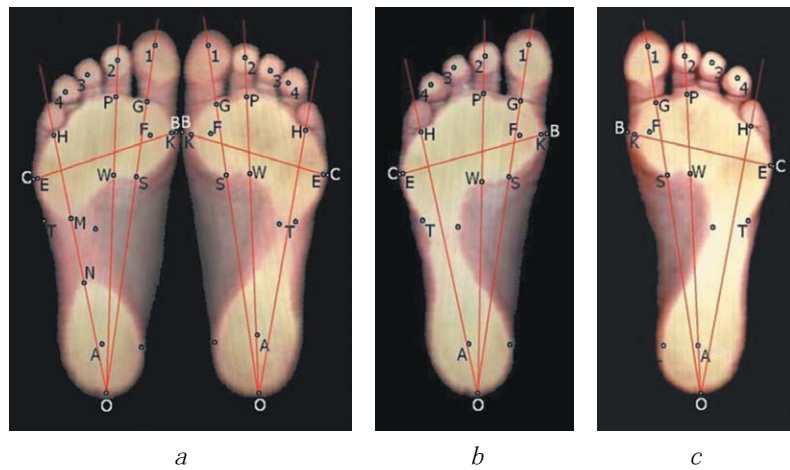 1 1 1 1
2 2 2 2
3 3 3 3
4 4 4 4
P G P G P G P G
H F B B F H H F B B F H
K K K K
C E W S S W E C C E W S S W E C
T M T T T
N
A A A A
O O O O
a b c